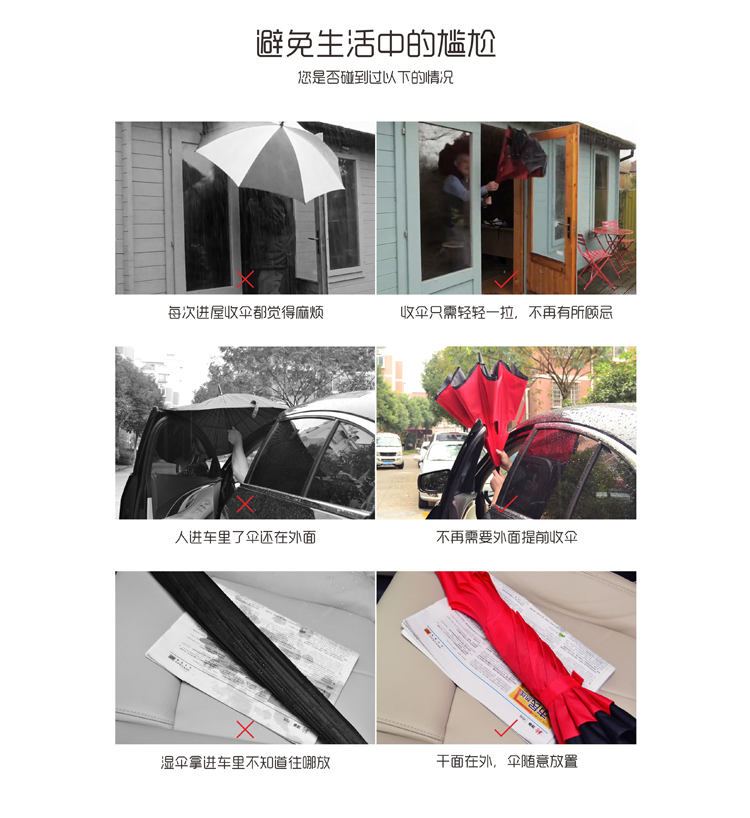 避免生活中的尴尬
您是否碰到过以下的情况
每次进屋收伞都觉得麻烦
收伞只需轻轻一拉，不再有所顾忌
人进车里了伞还在外面
不再需要外面提前收伞
湿伞拿进车里不知道往哪放
干面在外，伞随意放置